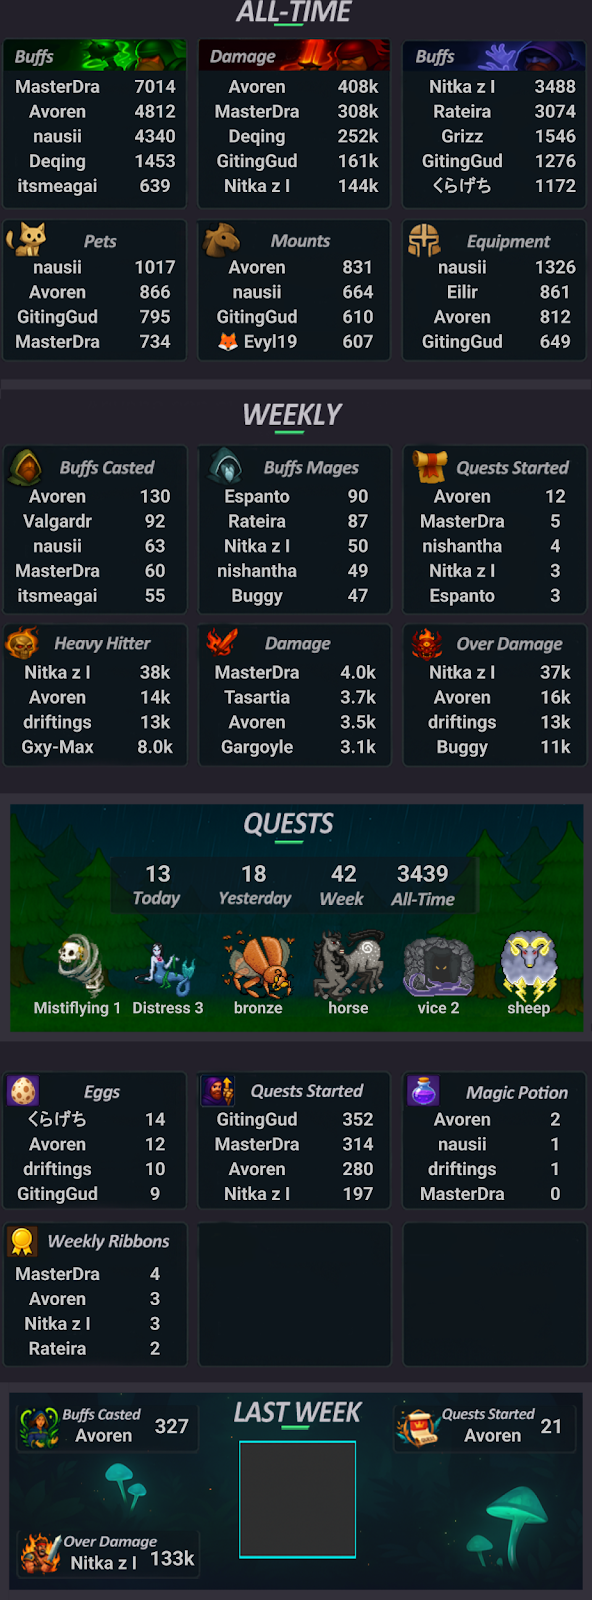 ALL-TIME
Buffs
MasterDra 7014
Avoren 4812
nausii 4340
Deqing 1453
itsmeagai 639
Damage
Avoren 408k
MasterDra 308k
Deqing 252k
GitingGud 161k
Nitka z I 144k
Buffs
Nitka z I 3488
Rateira 3074
Grizz 1546
GitingGud 1276
くらげち 1172
Pets
nausii 1017
Avoren 866
GitingGud 795
MasterDra 734
Mounts
Avoren 831
nausii 664
GitingGud 610
🦊 Evyl19 607
Equipment
nausii 1326
Eilir 861
Avoren 812
GitingGud 649
WEEKLY
Buffs Casted
Avoren 130
Valgardr 92
nausii 63
MasterDra 60
itsmeagai 55
Buffs Mages
Espanto 90
Rateira 87
Nitka z I 50
nishantha 49
Buggy 47
Quests Started
Avoren 12
MasterDra 5
nishantha 4
Nitka z I 3
Espanto 3
Heavy Hitter
Nitka z I 38k
Avoren 14k
driftings 13k
Gxy-Max 8.0k
Damage
MasterDra 4.0k
Tasartia 3.7k
Avoren 3.5k
Gargoyle 3.1k
Over Damage
Nitka z I 37k
Avoren 16k
driftings 13k
Buggy 11k
QUESTS
13 18 42 3439
Today Yesterday Week All-Time
Mistiflying 1 Distress 3 bronze horse vice 2 sheep
Eggs
くらげち 14
Avoren 12
driftings 10
GitingGud 9
Quests Started
GitingGud 352
MasterDra 314
Avoren 280
Nitka z I 197
Magic Potion
Avoren 2
nausii 1
driftings 1
MasterDra 0
Weekly Ribbons
MasterDra 4
Avoren 3
Nitka z I 3
Rateira 2
LAST WEEK
Buffs Casted
Avoren 327
Quests Started
Avoren 21
Over Damage
Nitka z I 133k